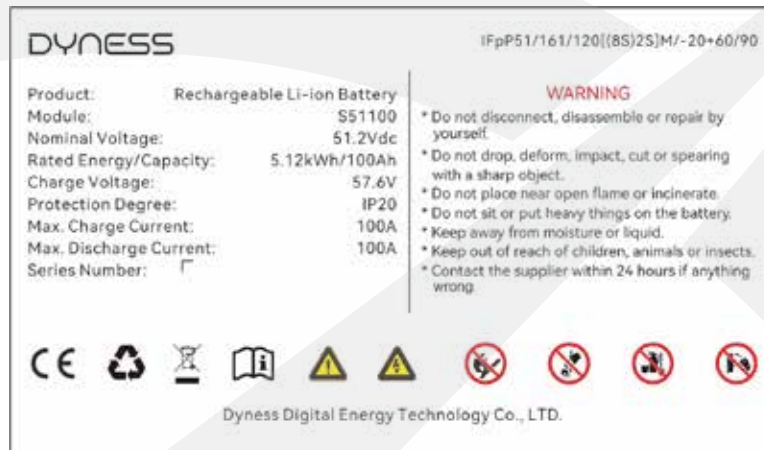 DYNESS
IFpP51/161/120[(8S)2S]M/-20+60/90
Product: Rechargeable Li-ion Battery
Module: S51100
Nominal Voltage: 51.2Vdc
Rated Energy/Capacity: 5.12kWh/100Ah
Charge Voltage: 57.6V
Protection Degree: IP20
Max. Charge Current: 100A
Max. Discharge Current: 100A
Series Number:
WARNING
* Do not disconnect, disassemble or repair by
yourself.
* Do not drop, deform, impact, cut or spearing
with a sharp object.
* Do not place near open flame or incinerate.
* Do not sit or put heavy things on the battery.
* Keep away from moisture or liquid.
* Keep out of reach of children, animals or insects.
* Contact the supplier within 24 hours if anything
wrong.
CE
Dyness Digital Energy Technology Co., LTD.